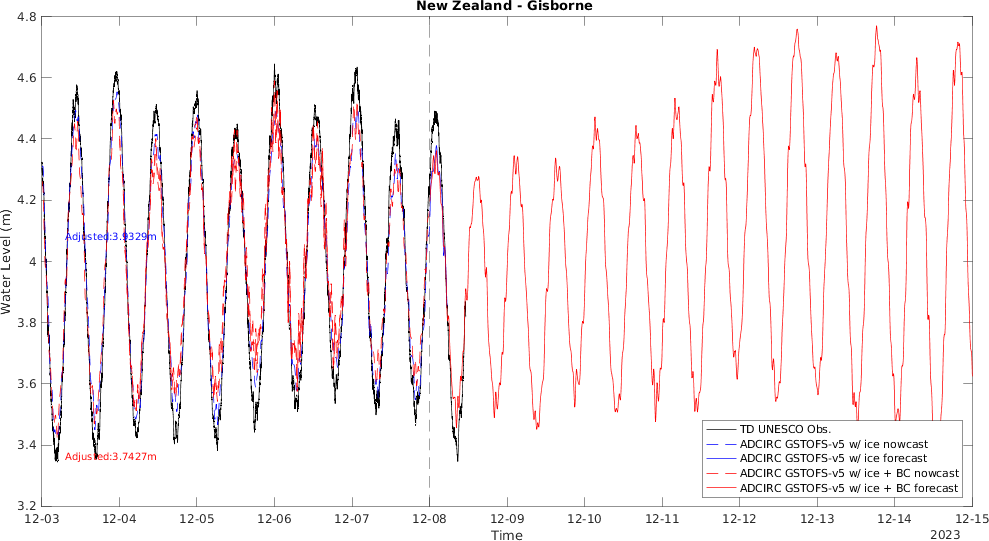 New Zealand - Gisborne
4.8
4.6
4.4
4.2
4
3.8
3.6
3.4
3.2
Water Level (m)
Adjusted:3.9329m
Adjusted:3.7427m
TD UNESCO Obs.
ADCIRC GSTOFS-v5 w/ ice nowcast
ADCIRC GSTOFS-v5 w/ ice forecast
ADCIRC GSTOFS-v5 w/ ice + BC nowcast
ADCIRC GSTOFS-v5 w/ ice + BC forecast
12-03 12-04 12-05 12-06 12-07 12-08 12-09 12-10 12-11 12-12 12-13 12-14 12-15
Time
2023